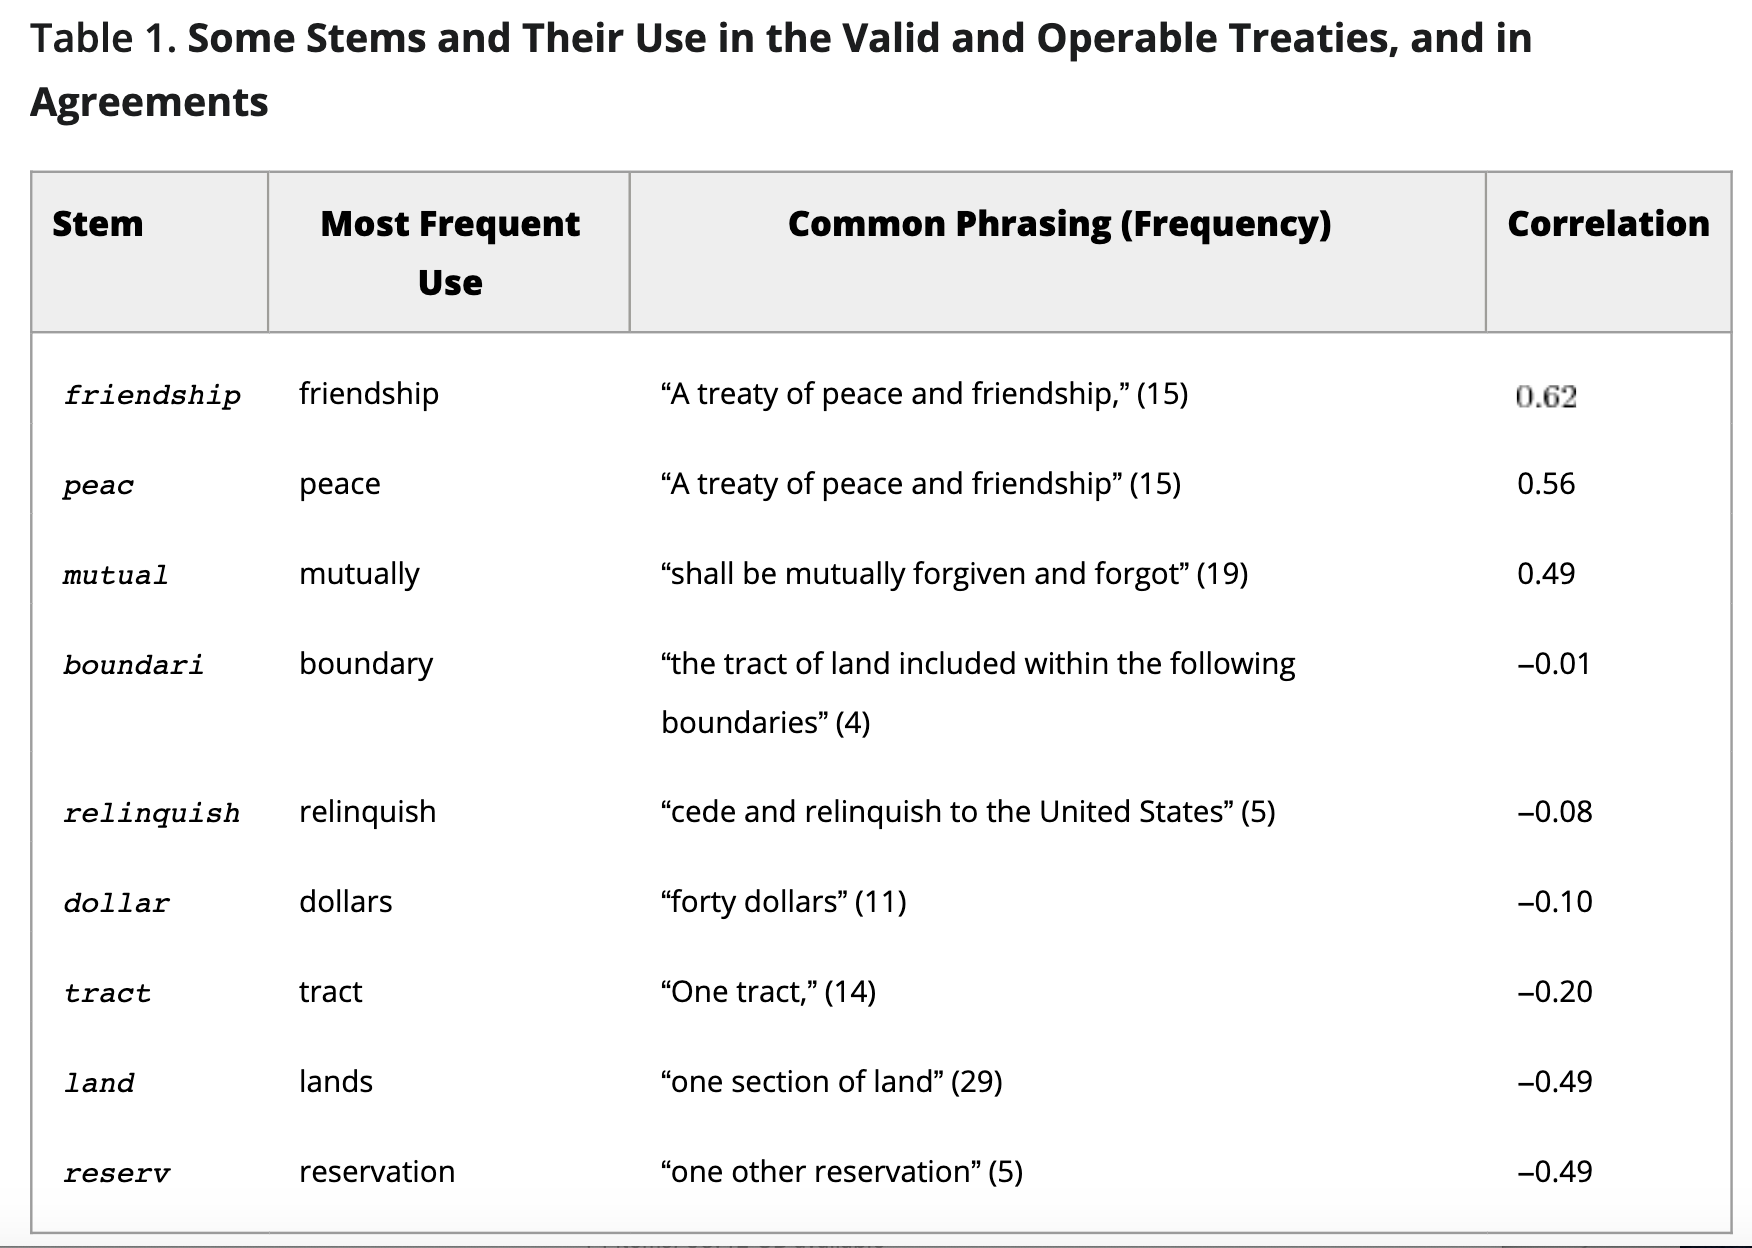 Table 1. Some Stems and Their Use in the Valid and Operable Treaties, and in
Agreements
Stem Most Frequent Use Common Phrasing (Frequency) Correlation
friendship friendship “A treaty of peace and friendship,” (15) 0.62
peac peace “A treaty of peace and friendship” (15) 0.56
mutual mutually “shall be mutually forgiven and forgot” (19) 0.49
boundari boundary “the tract of land included within the following –0.01
boundaries” (4)
relinquish relinquish “cede and relinquish to the United States” (5) –0.08
dollar dollars “forty dollars” (11) –0.10
tract tract “One tract,” (14) –0.20
land lands “one section of land” (29) –0.49
reserv reservation “one other reservation” (5) –0.49